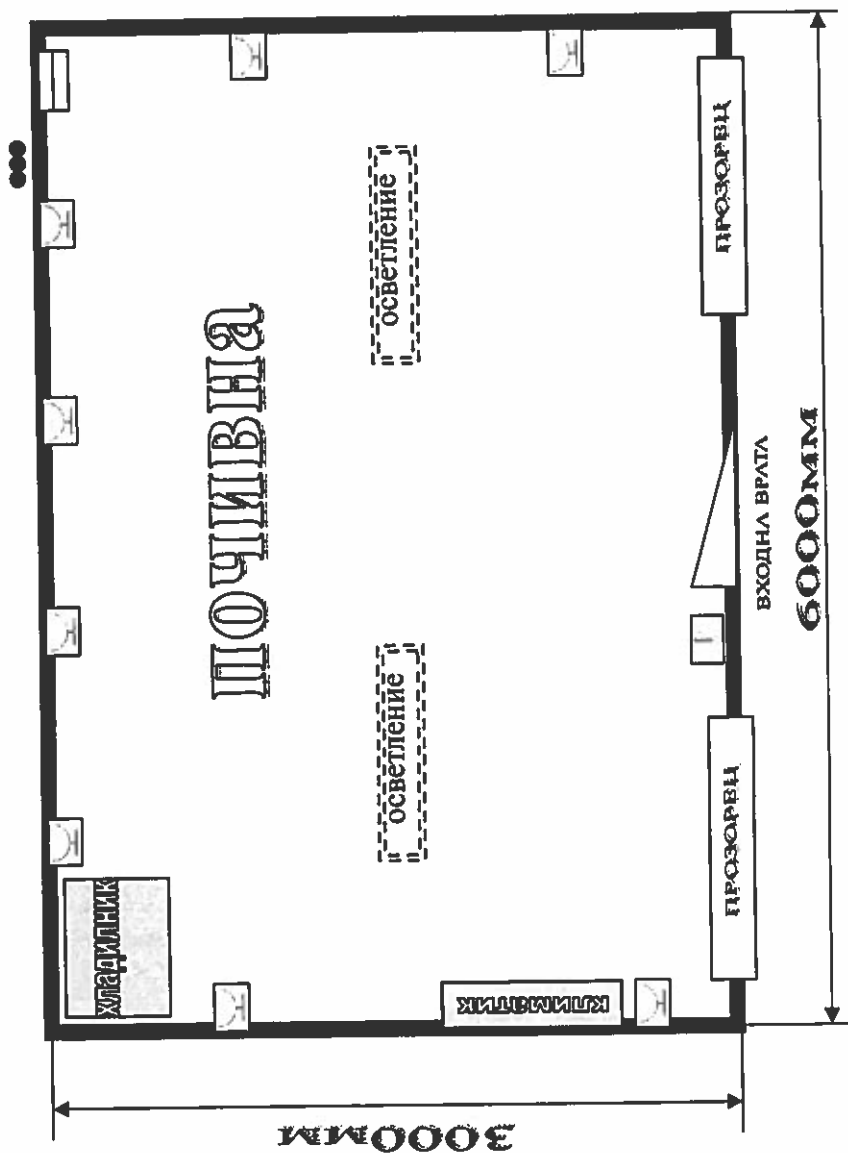 ПОЧИВНА
осветление
осветление
хладилник
климатик
ПРОЗОРЕЦ
ПРОЗОРЕЦ
ВХОДНА ВРАТА
6000мм
3000мм